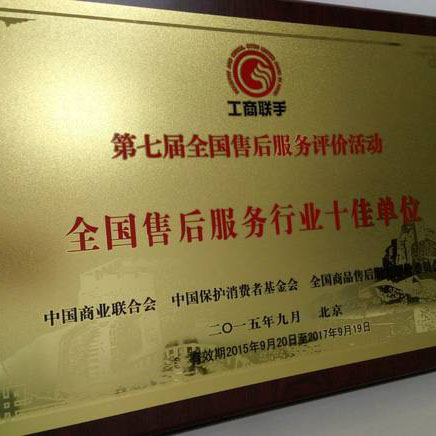 工商联手
第七届全国售后服务评价活动
全国售后服务行业十佳单位
中国商业联合会 中国保护消费者基金会 全国商品售后
二〇一五年九月 北京
有效期2015年9月20日至2017年9月19日